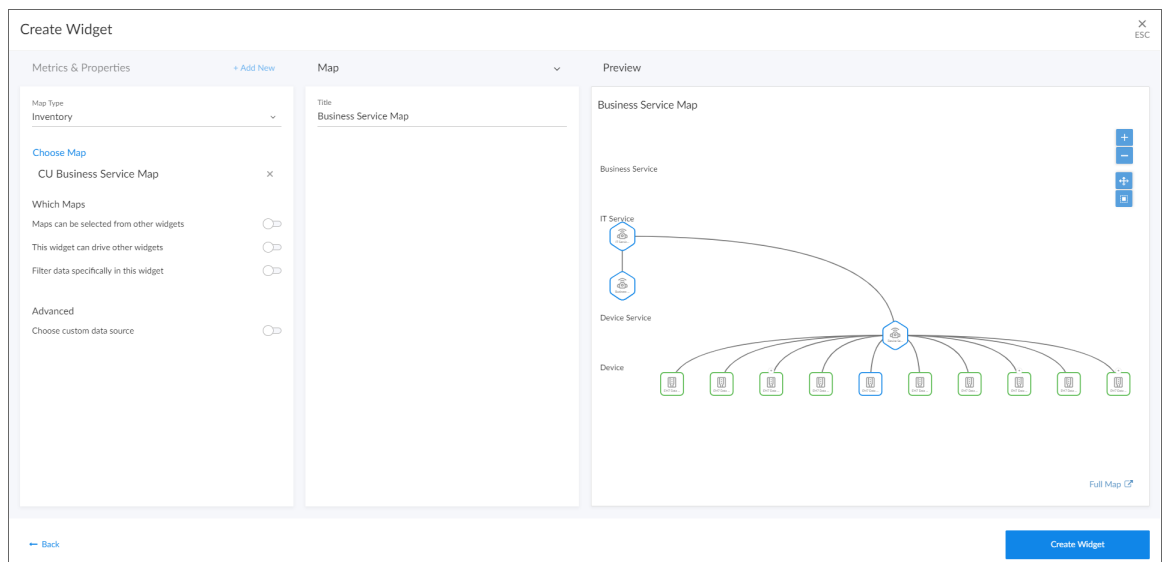 Create Widget
ESC
Metrics & Properties
+ Add New
Map
Preview
Map Type
Inventory
Choose Map
CU Business Service Map
Which Maps
Maps can be selected from other widgets
This widget can drive other widgets
Filter data specifically in this widget
Advanced
Choose custom data source
Title
Business Service Map
Business Service Map
Business Service
IT Service
Device Service
Device
Full Map
Back
Create Widget